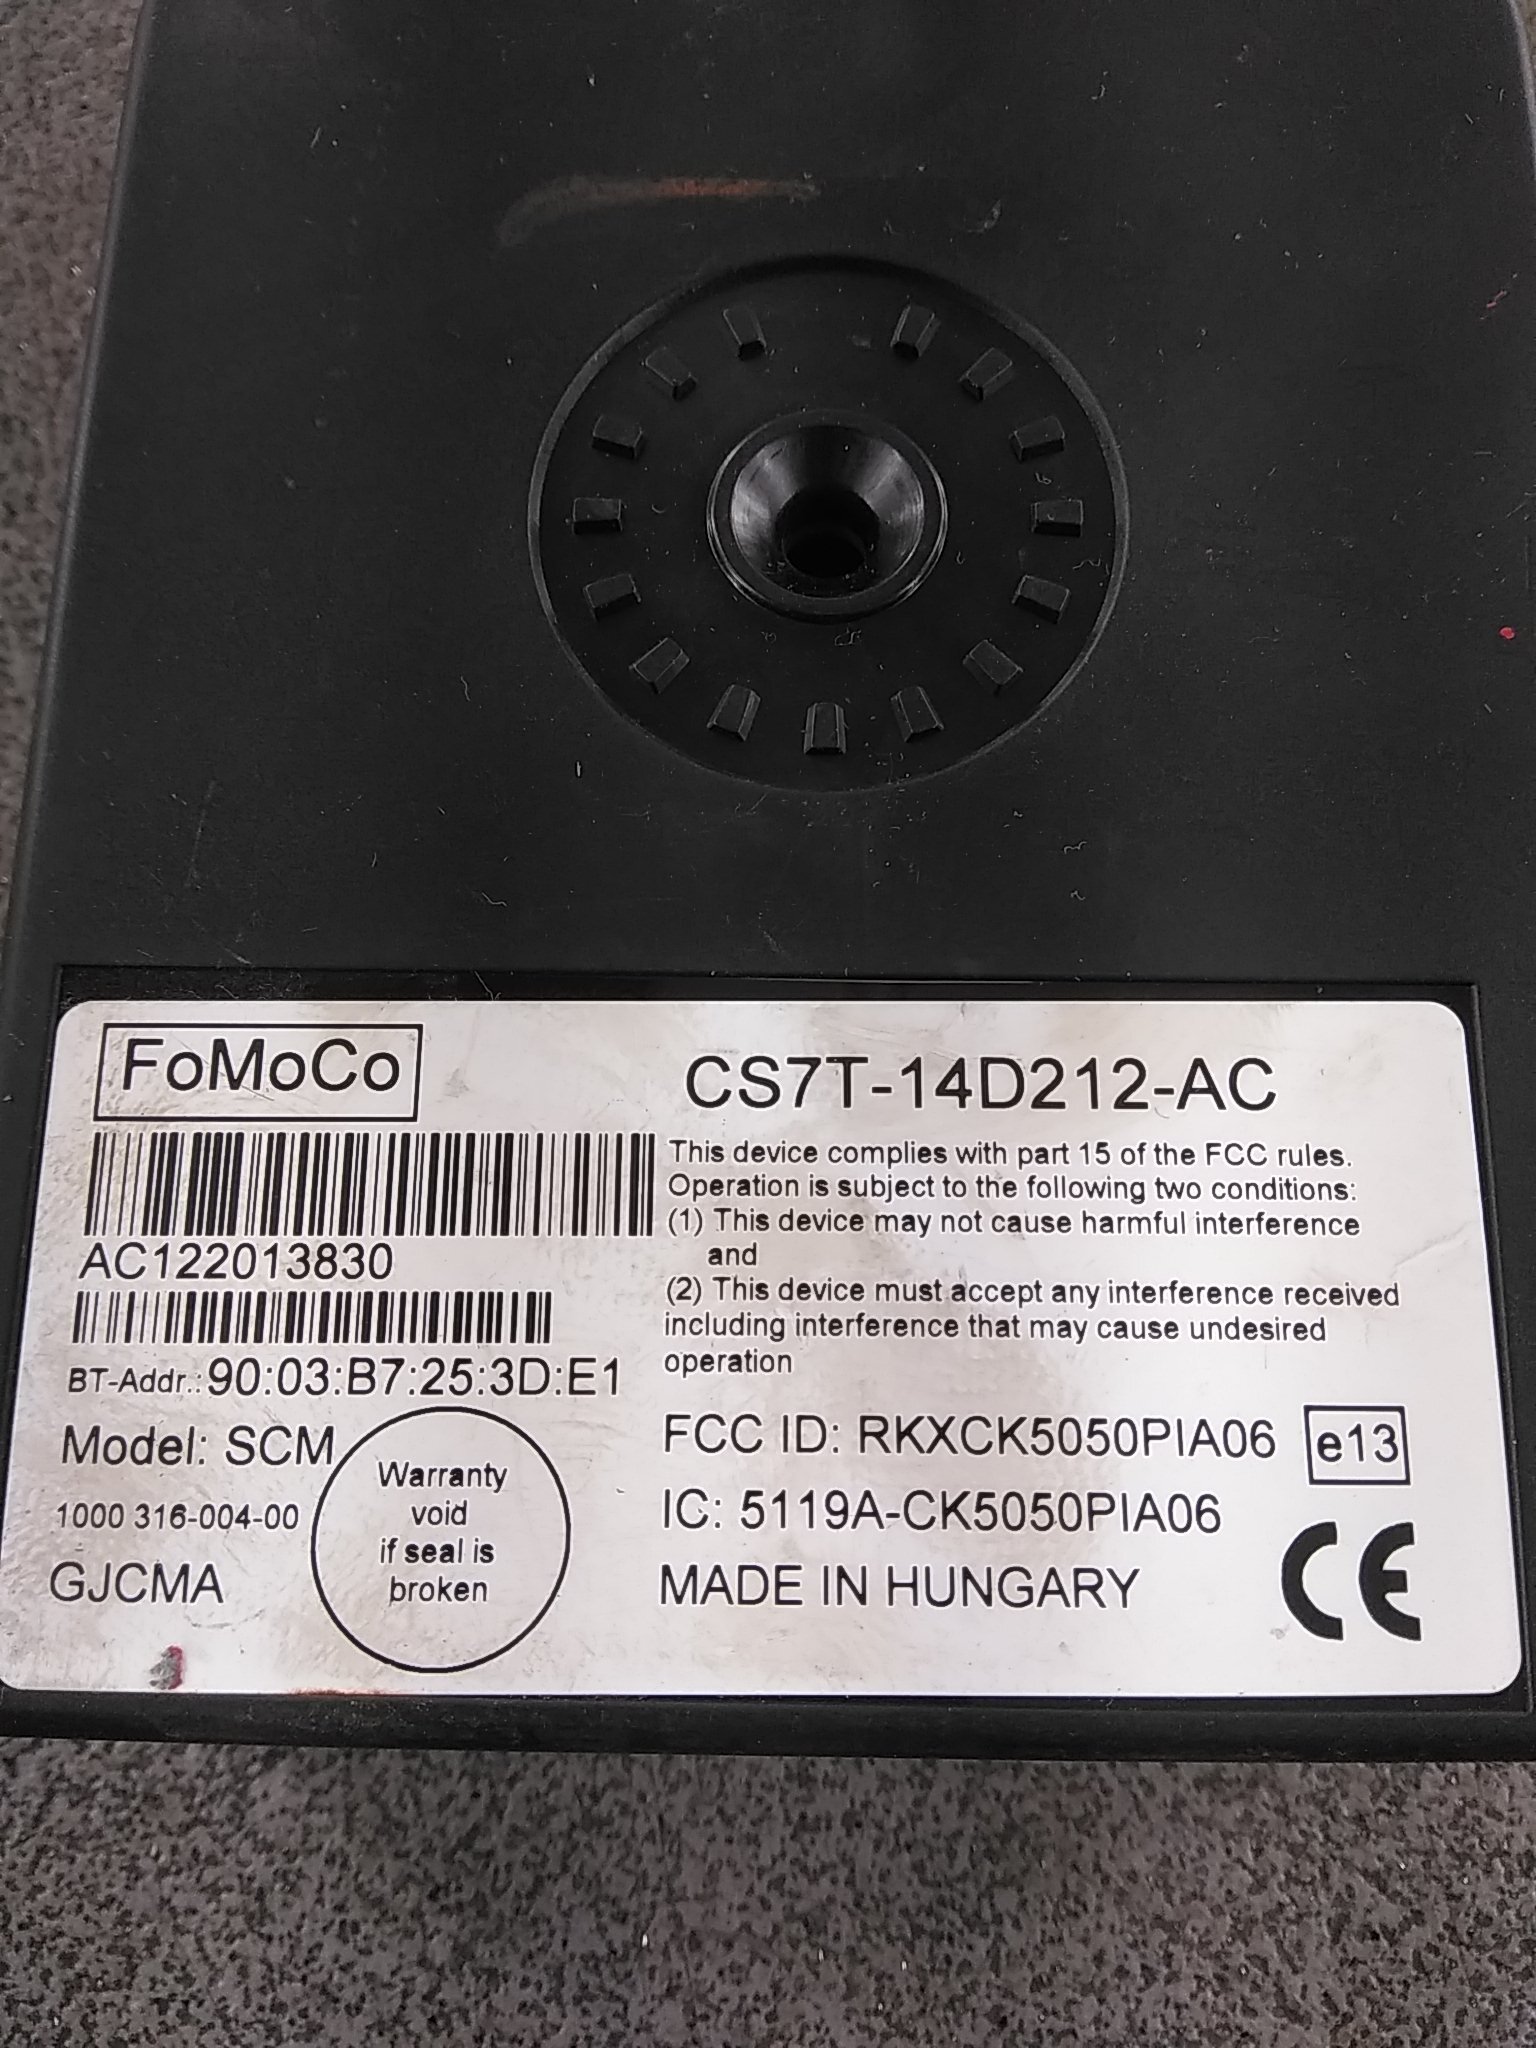 FoMoCo
CS7T-14D212-AC
AC122013830
BT-Addr.: 90:03:B7:25:3D:E1
Model: SCM
1000 316-004-00
GJCMA
Warranty
void
if seal is
broken
This device complies with part 15 of the FCC rules.
Operation is subject to the following two conditions:
(1) This device may not cause harmful interference
and
(2) This device must accept any interference received
including interference that may cause undesired
operation
FCC ID: RKXCK5050PIA06
e13
IC: 5119A-CK5050PIA06
MADE IN HUNGARY
CE